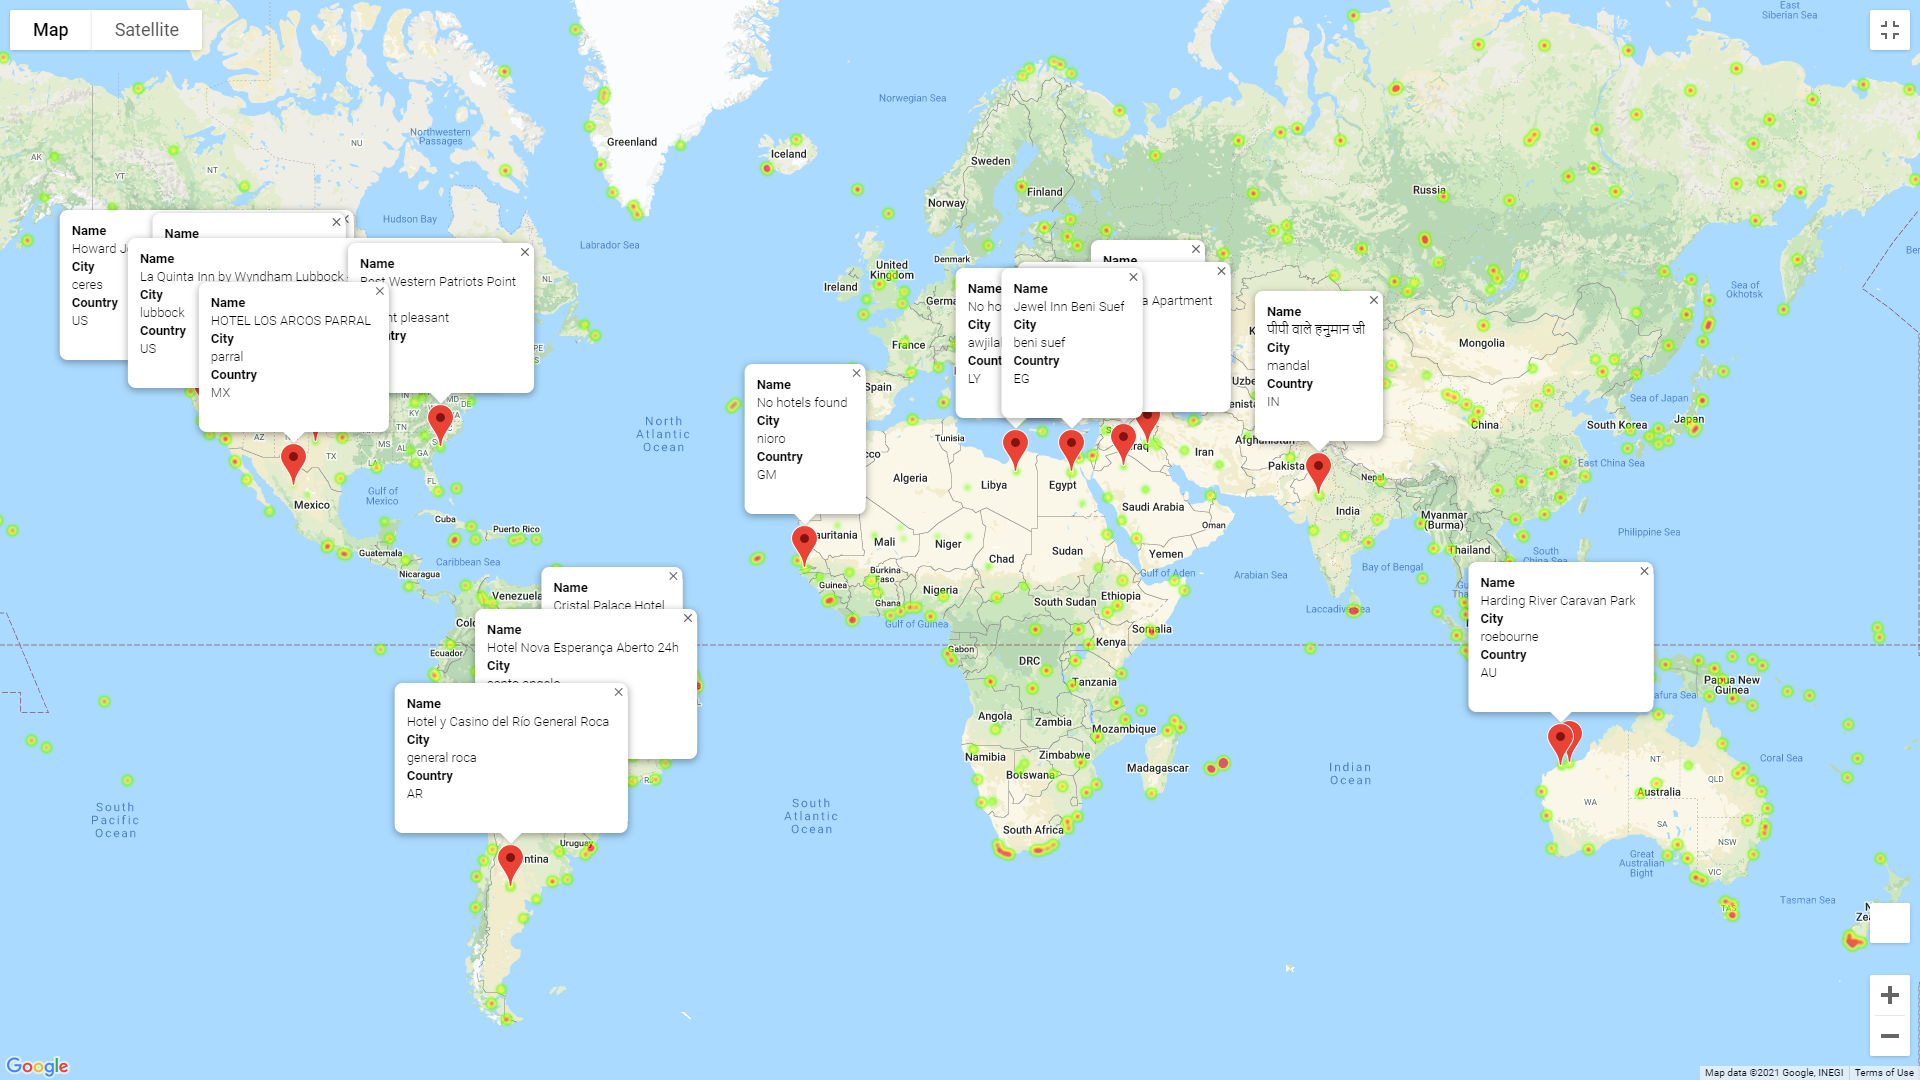 Map
Satellite
East
Siberian Sea
Greenland
Norwegian Sea
Northwestern
Passages
NU
AK
YT
NT
Iceland
Sweden
Finland
Norway
Russia
Hudson Bay
Labrador Sea
United
Kingdom
Ireland
Denmark
France
Spain
Sea of
Okhotsk
Mongolia
Name
Howard J
City
ceres
Country
US
Name
Name
La Quinta Inn by Wyndham Lubbock
City
lubbock
Country
US
Name
Best Western Patriots Point
nt pleasant
Name
HOTEL LOS ARCOS PARRAL
City
parral
Country
MX
Name
No hotels found
City
nioro
Country
GM
Name
Name
No ho
City
awjila
Count
LY
Name
Jewel Inn Beni Suef
City
beni suef
Country
EG
a Apartment
Name
पीपी वाले हनुमान जी
City
mandal
Country
IN
Name
Cristal Palace Hotel
Name
Hotel Nova Esperança Aberto 24h
City
santo angelo
Name
Hotel y Casino del Río General Roca
City
general roca
Country
AR
Name
Harding River Caravan Park
City
roebourne
Country
AU
North
Atlantic
Ocean
KY
MD
DE
AZ
TX
MS
AL
GA
FL
PE
Gulf of
Mexico
Mexico
Cuba
Puerto Rico
Guatemala
Caribbean Sea
Nicaragua
Venezuela
Ecuador
Uruguay
Tunisia
Algeria
Libya
Egypt
Iran
Saudi Arabia
Oman
Yemen
Gulf of Aden
Mali
Niger
Chad
Sudan
Burkina
Faso
Guinea
Ghana
Nigeria
Gulf of Guinea
South Sudan
Ethiopia
Somalia
Kenya
Gabon
DRC
Tanzania
Angola
Zambia
Mozambique
Zimbabwe
Namibia
Botswana
Madagascar
South Africa
Nepal
India
Myanmar
(Burma)
Thailand
Arabian Sea
Bay of Bengal
Laccadive Sea
China
South Korea
Japan
Sea of Japan
East China Sea
Philippine Sea
South
China Sea
Papua New
Guinea
Coral Sea
Indian
Ocean
South
Atlantic
Ocean
South
Pacific
Ocean
NT
QLD
Australia
WA
SA
NSW
VIC
TAS
Great
Australian
Bight
Tasman Sea
Google
Map data ©2021 Google, INEGI
Terms of Use